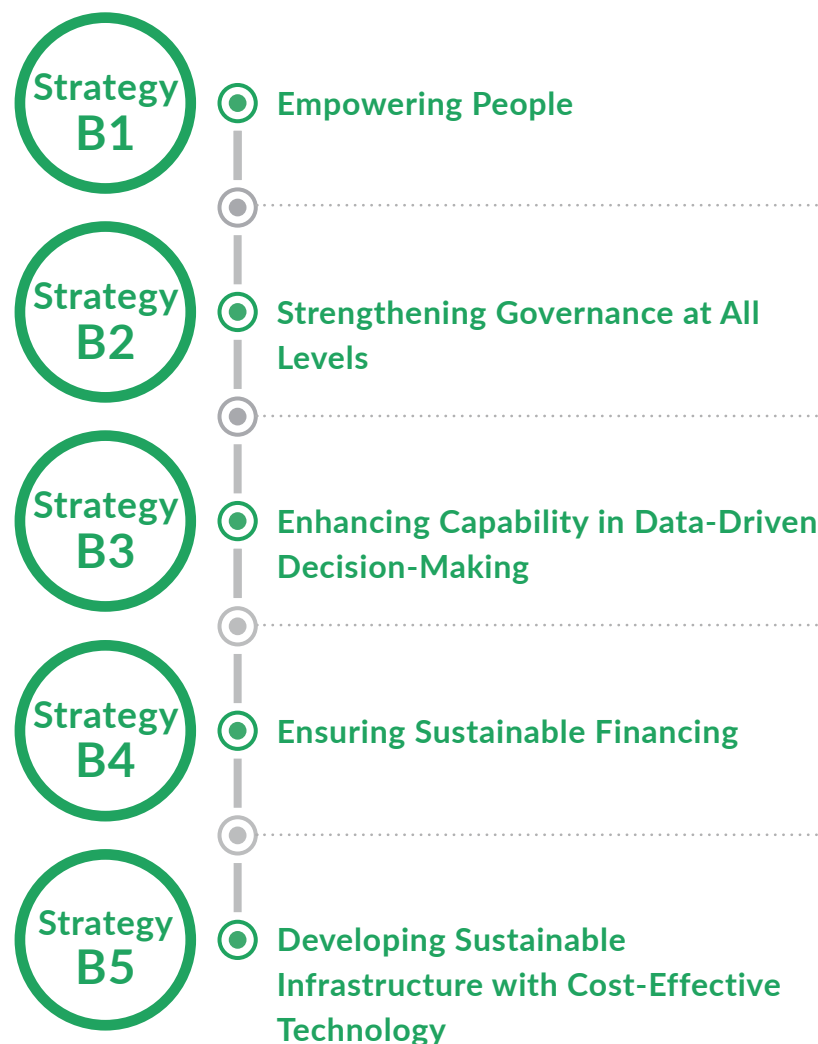 Strategy
B1
Empowering People
Strategy
B2
Strengthening Governance at All
Levels
Strategy
B3
Enhancing Capability in Data-Driven
Decision-Making
Strategy
B4
Ensuring Sustainable Financing
Strategy
B5
Developing Sustainable
Infrastructure with Cost-Effective
Technology